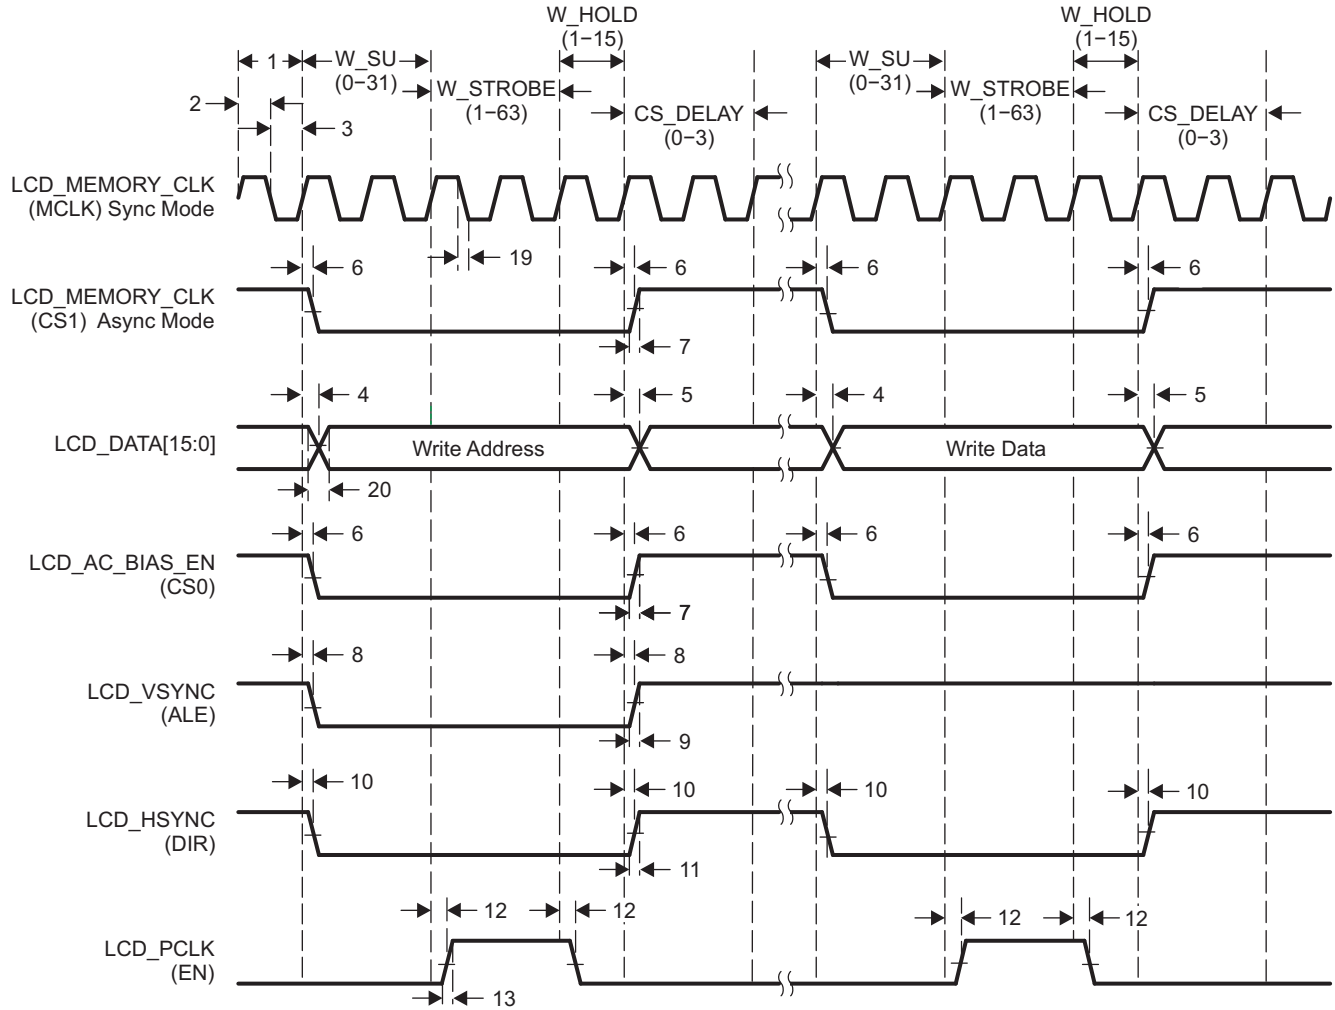 W_HOLD
(1−15)
W_HOLD
(1−15)
1
W_SU
(0−31)
W_SU
(0−31)
2
W_STROBE
(1−63)
CS_DELAY
(0−3)
W_STROBE
(1−63)
CS_DELAY
(0−3)
3
LCD_MEMORY_CLK
(MCLK) Sync Mode
19
6
6
6
6
LCD_MEMORY_CLK
(CS1) Async Mode
7
4
5
4
5
LCD_DATA[15:0]
Write Address
Write Data
20
6
6
6
6
LCD_AC_BIAS_EN
(CS0)
7
8
8
LCD_VSYNC
(ALE)
9
10
10
10
10
LCD_HSYNC
(DIR)
11
12
12
12
12
LCD_PCLK
(EN)
13